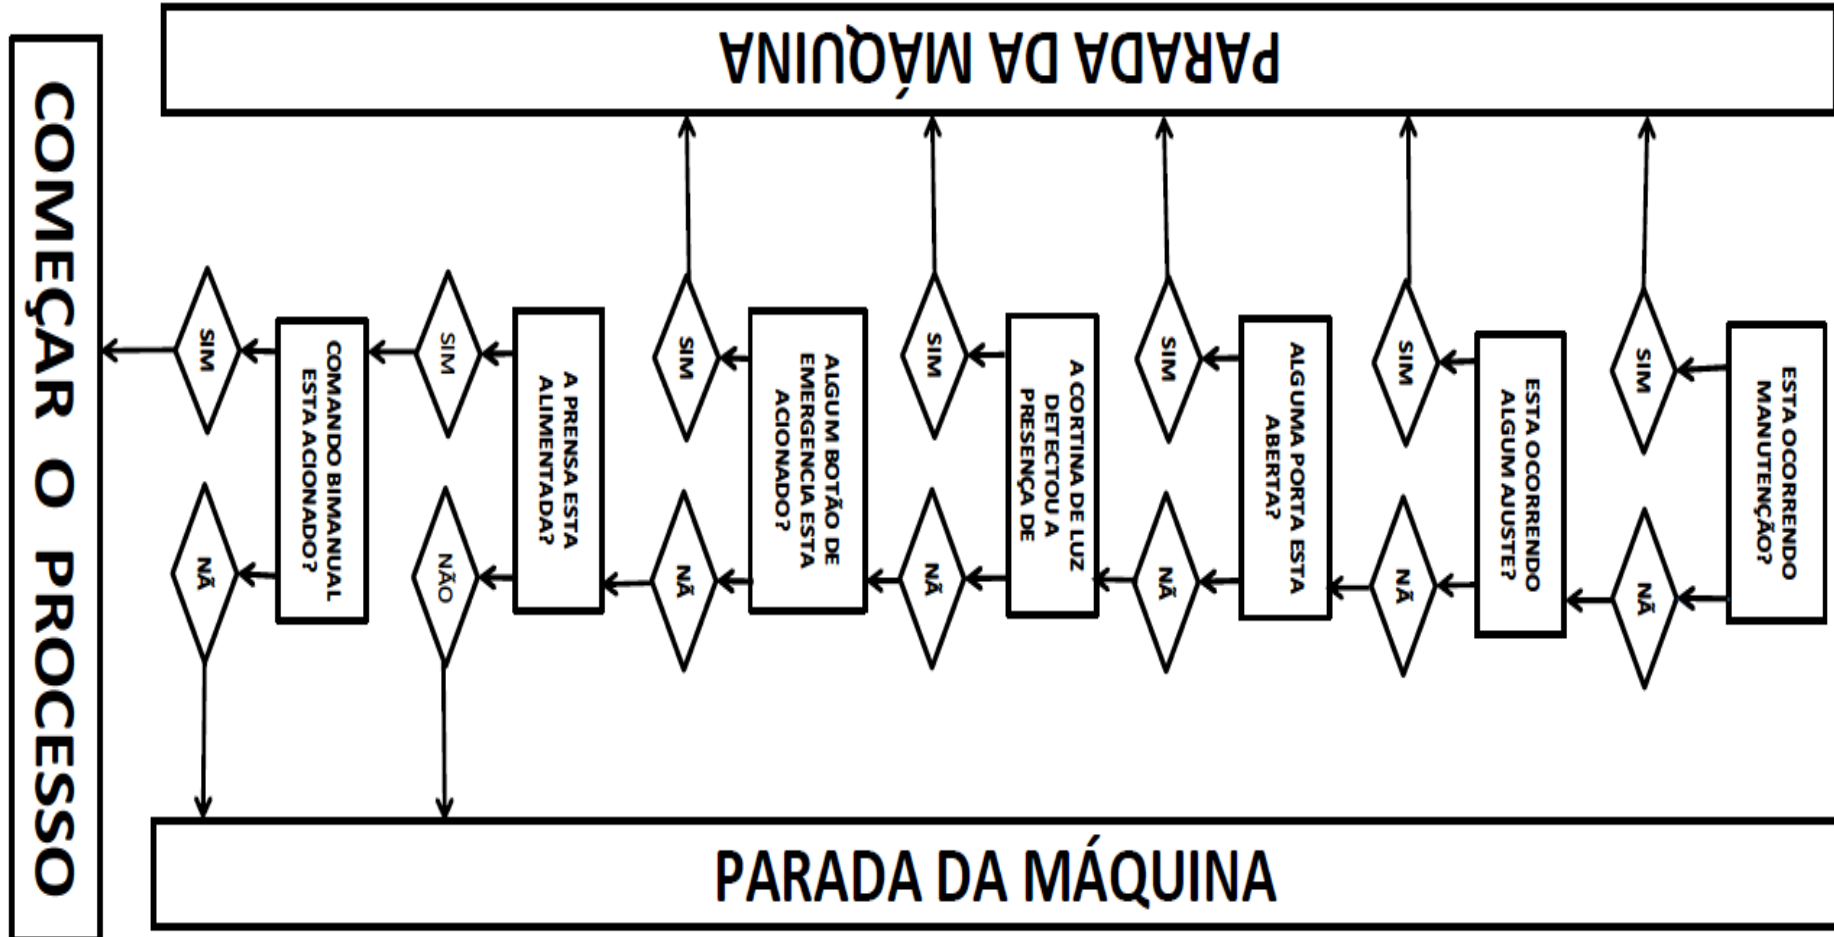 PARADA DA MÁQUINA
ESTA OCORRENDO
MANUTENÇÃO?
SIM
NÃ
ESTA OCORRENDO
ALGUM AJUSTE?
SIM
NÃ
ALGUMA PORTA ESTA
ABERTA?
SIM
NÃ
A CORTINA DE LUZ
DETECTOU A
PRESENÇA DE
SIM
NÃ
ALGUM BOTÃO DE
EMERGENCIA ESTA
ACIONADO?
SIM
NÃ
A PRENSA ESTA
ALIMENTADA?
SIM
NÃO
COMANDO BIMANUAL
ESTA ACIONADO?
SIM
NÃ
COMEÇAR O PROCESSO
PARADA DA MÁQUINA